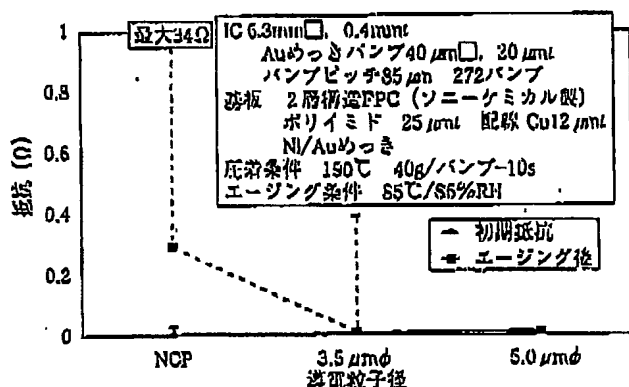 最大34Ω
IC 6.3mm□, 0.4mmt
Auめっきバンプ40μm□, 20μmt
バンプピッチ85μm 272バンプ
基板 2層構造FPC(ソニーケミカル製)
ポリイミド 25μmt 配線 Cu12μmt
Ni/Auめっき
圧着条件 190℃ 40g/バンプ-10s
エージング条件 85℃/85%RH
初期抵抗
エージング後
抵抗(Ω)
1
0.8
0.6
0.4
0.2
0
NCP
3.5μmφ
5.0μmφ
導電粒子径